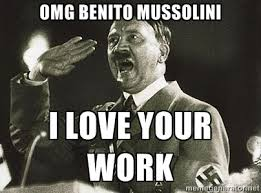 OMG BENITO MUSSOLINI
I LOVE YOUR
WORK
memegenerator.net